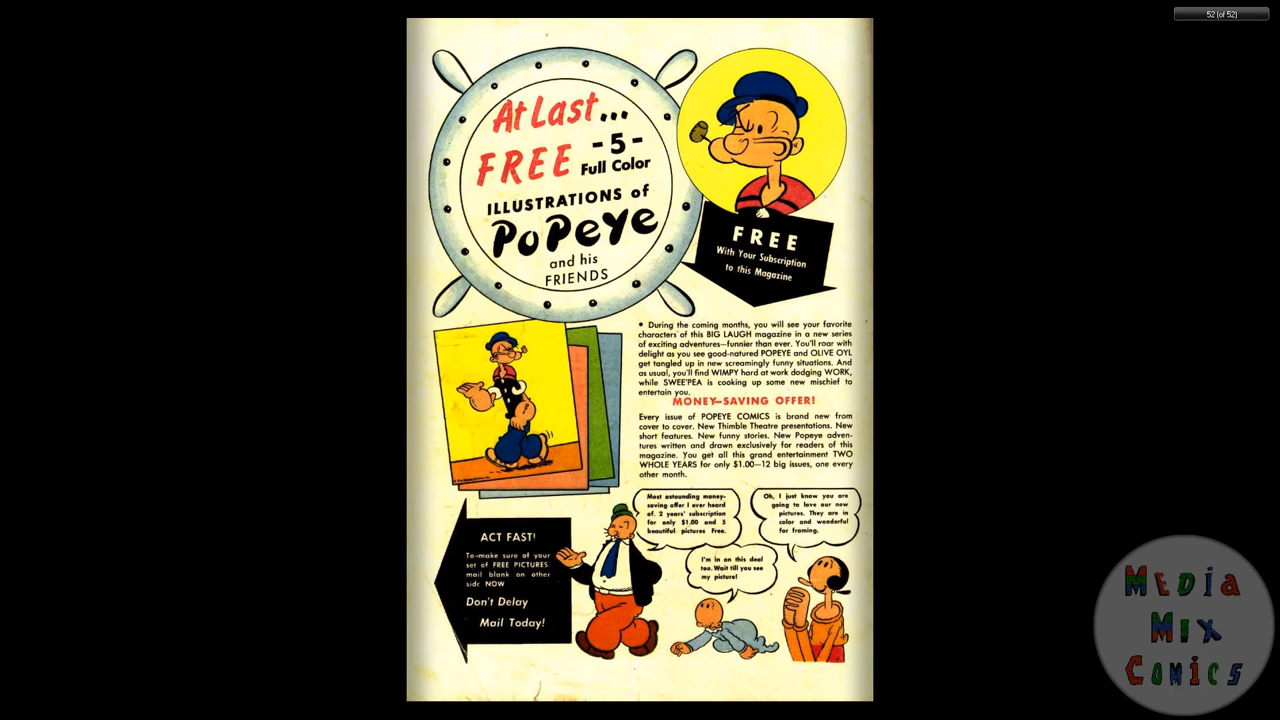 52 (of 52)
At Last...
FREE -5-
Full Color
ILLUSTRATIONS of
POPeYe
and his
FRIENDS
FREE
With Your Subscription
to this Magazine
• During the coming months, you will see your favorite
characters of this BIG LAUGH magazine in a new series
of exciting adventures—funnier than ever. You'll roar with
delight as you see good-natured POPEYE and OLIVE OYL
get tangled up in new screamingly funny situations. And
as usual, you'll find WIMPY hard at work dodging WORK,
while SWEE'PEA is cooking up some new mischief to
entertain you.
MONEY—SAVING OFFER!
Every issue of POPEYE COMICS is brand new from
cover to cover. New Thimble Theatre presentations. New
short features. New funny stories. New Popeye adven-
tures written and drawn exclusively for readers of this
magazine. You get all this grand entertainment TWO
WHOLE YEARS for only $1.00—12 big issues, one every
other month.
Most astounding money-
saving offer I ever heard
of. 2 years' subscription
for only $1.00 and 5
beautiful pictures Free.
Oh, I just know you are
going to love our new
pictures. They are in
color and wonderful
for framing.
I'm in on this deal
too. Wait till you see
my picture!
ACT FAST!
To make sure of your
set of FREE PICTURES
mail blank on other
side NOW
Don't Delay
Mail Today!
MeDia
Mix
Comics